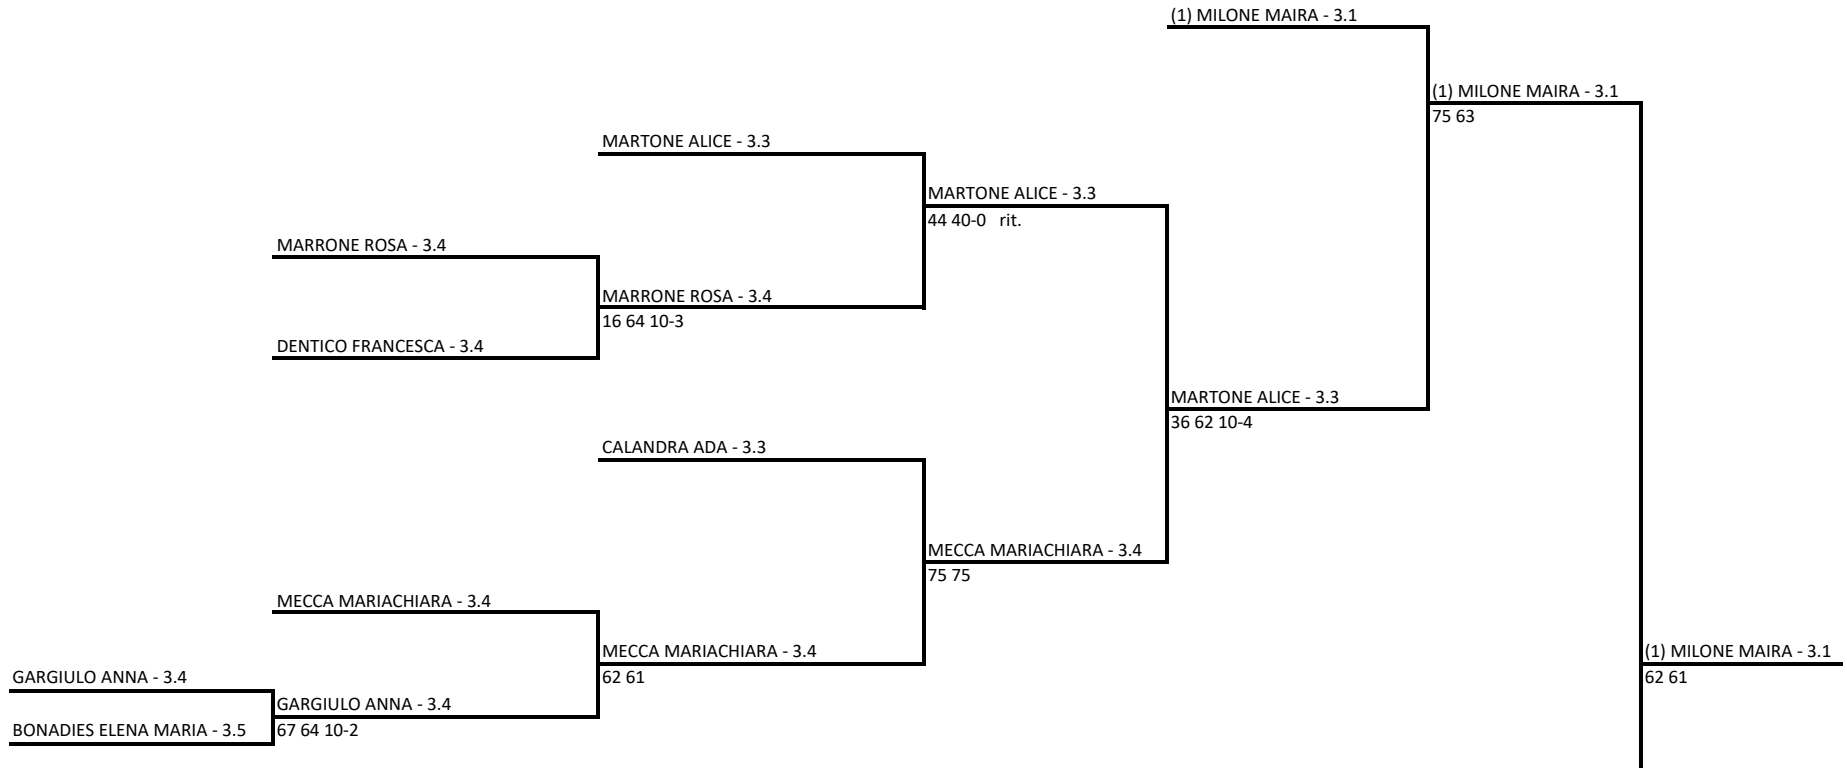 (1) MILONE MAIRA - 3.1
(1) MILONE MAIRA - 3.1
75 63
MARTONE ALICE - 3.3
MARTONE ALICE - 3.3
44 40-0 rit.
MARRONE ROSA - 3.4
MARRONE ROSA - 3.4
16 64 10-3
DENTICO FRANCESCA - 3.4
MARTONE ALICE - 3.3
36 62 10-4
CALANDRA ADA - 3.3
MECCA MARIACHIARA - 3.4
75 75
MECCA MARIACHIARA - 3.4
MECCA MARIACHIARA - 3.4
62 61
(1) MILONE MAIRA - 3.1
62 61
GARGIULO ANNA - 3.4
GARGIULO ANNA - 3.4
67 64 10-2
BONADIES ELENA MARIA - 3.5